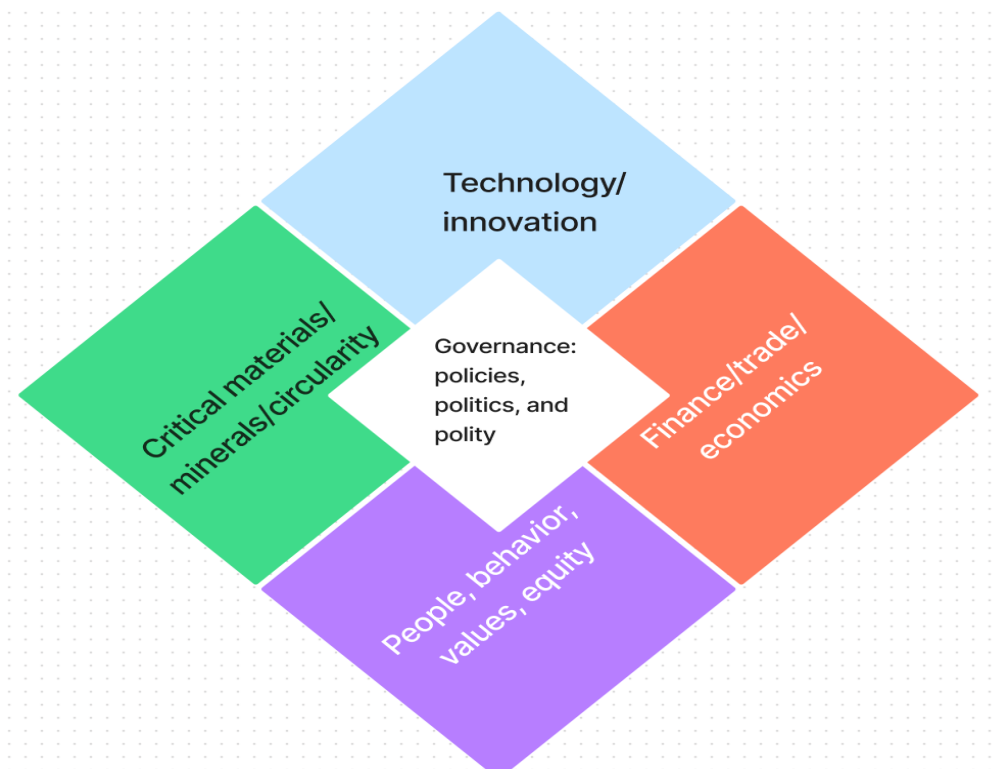 Technology/
innovation
Critical materials/
minerals/circularity
Governance:
policies,
politics, and
polity
Finance/trade/
economics
People, behavior,
values, equity